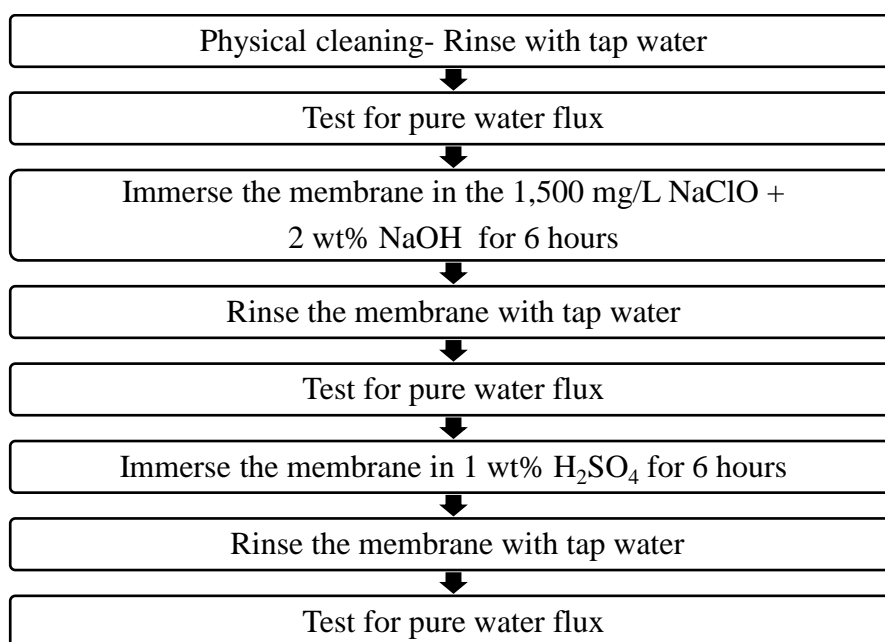 Physical cleaning- Rinse with tap water
Test for pure water flux
Immerse the membrane in the 1,500 mg/L NaClO +
2 wt% NaOH for 6 hours
Rinse the membrane with tap water
Test for pure water flux
Immerse the membrane in 1 wt% H₂SO₄ for 6 hours
Rinse the membrane with tap water
Test for pure water flux